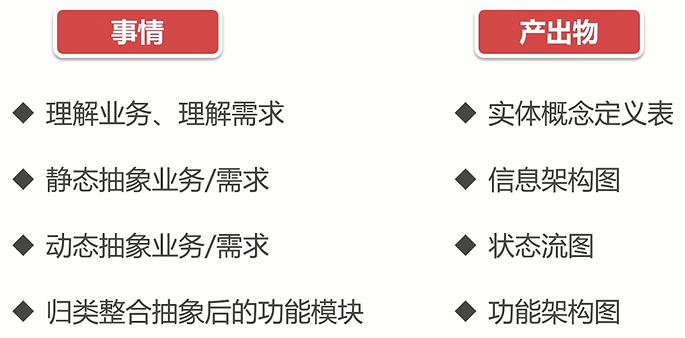 事情
产出物
◆ 理解业务、理解需求
◆ 实体概念定义表
◆ 静态抽象业务/需求
◆ 信息架构图
◆ 动态抽象业务/需求
◆ 状态流图
◆ 归类整合抽象后的功能模块
◆ 功能架构图